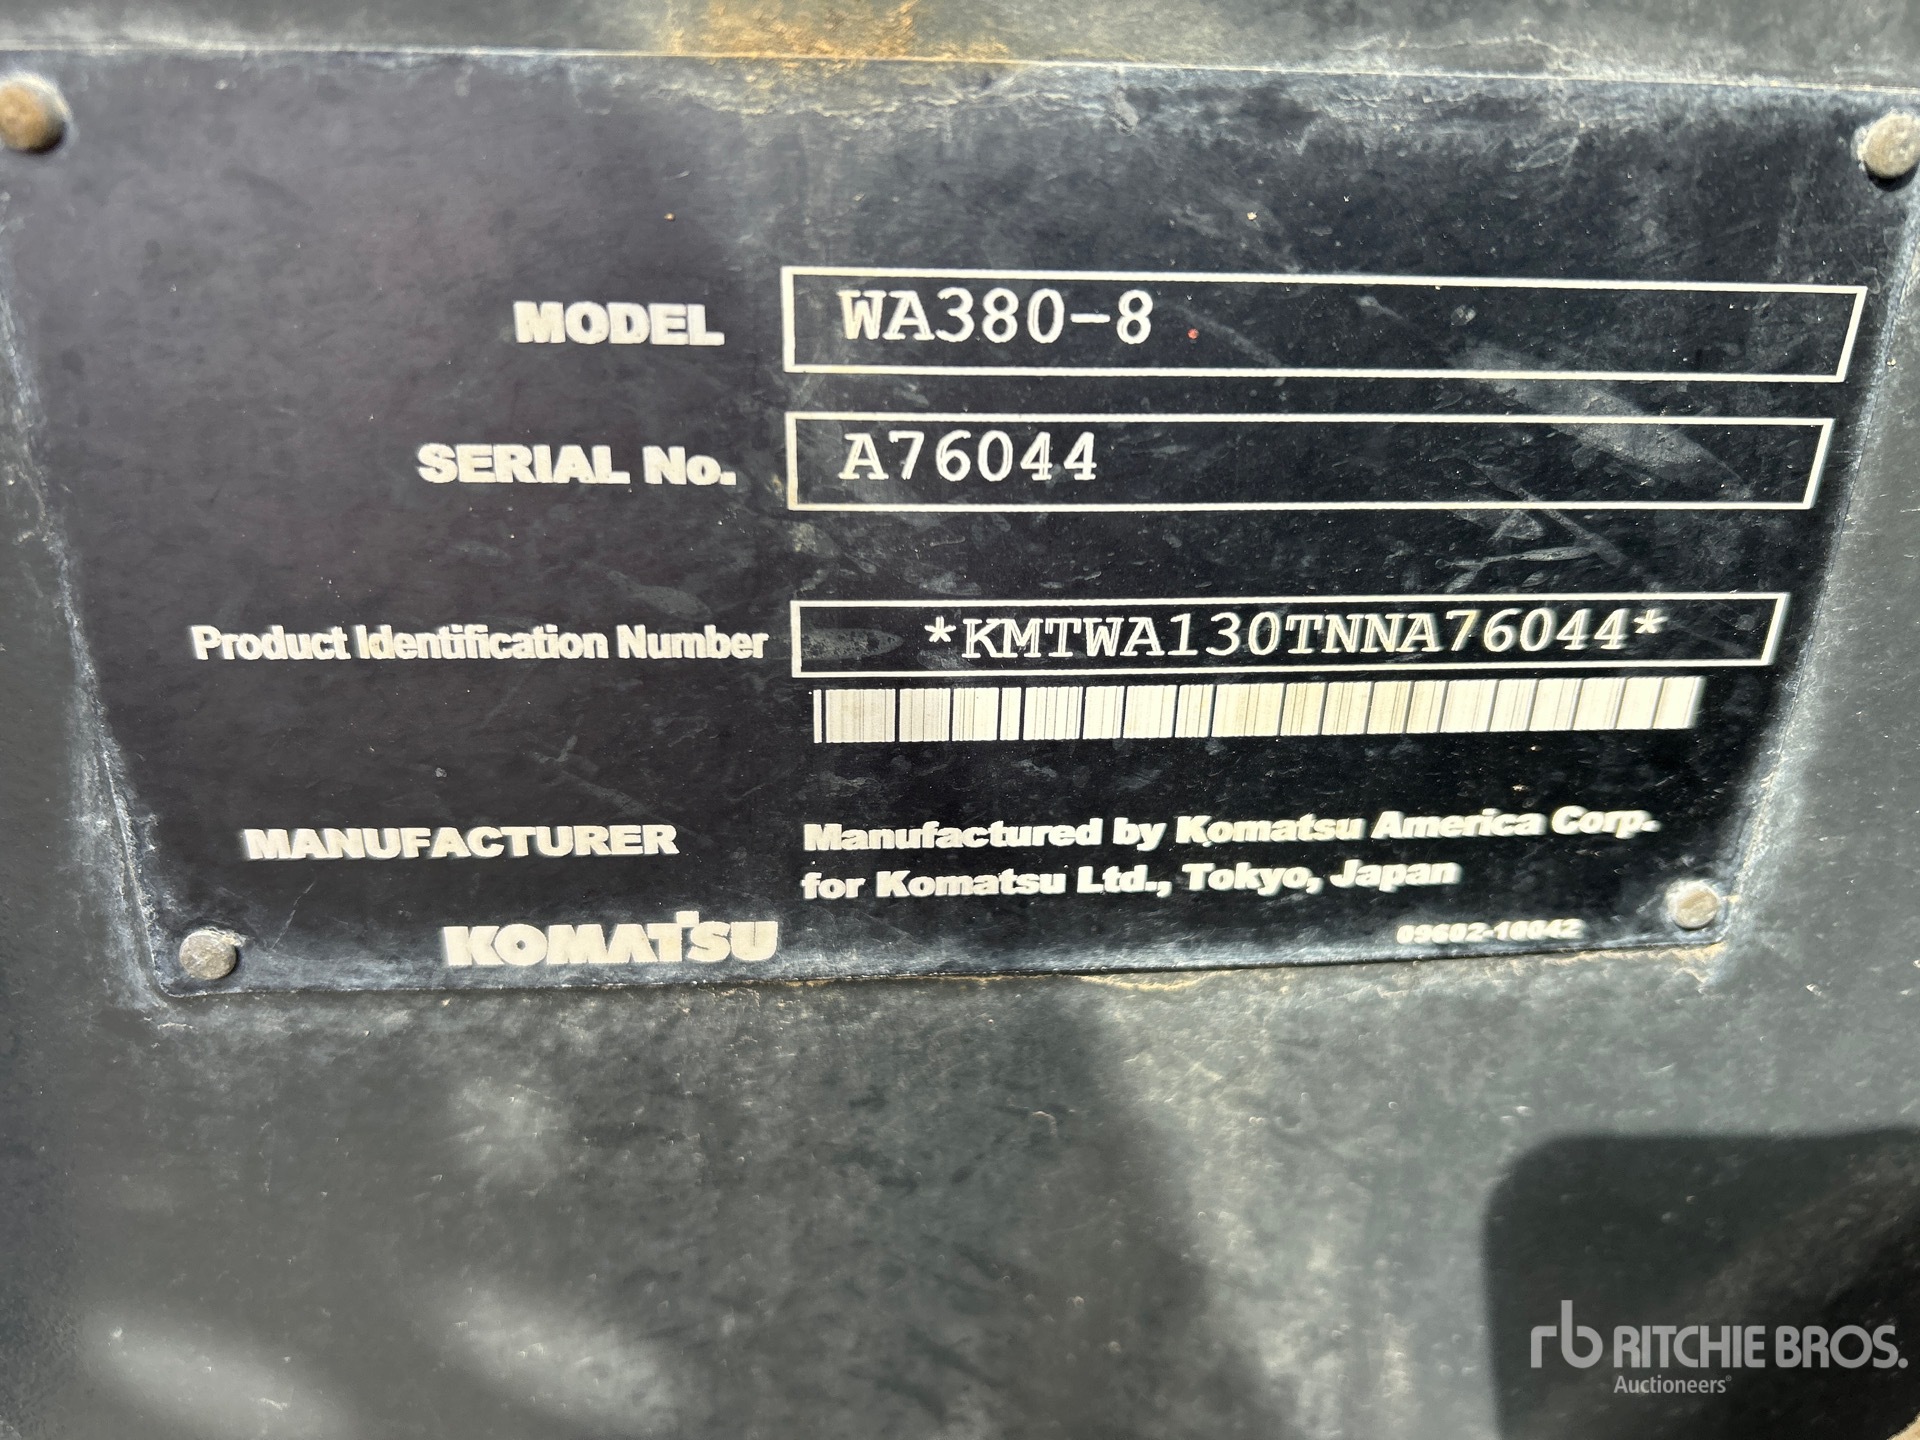 MODEL WA380-8
SERIAL No. A76044
Product Identification Number *KMTWA130TNNA76044*
MANUFACTURER Manufactured by Komatsu America Corp.
for Komatsu Ltd., Tokyo, Japan
KOMATSU
09602-10042
rb RITCHIE BROS.
Auctioneers®